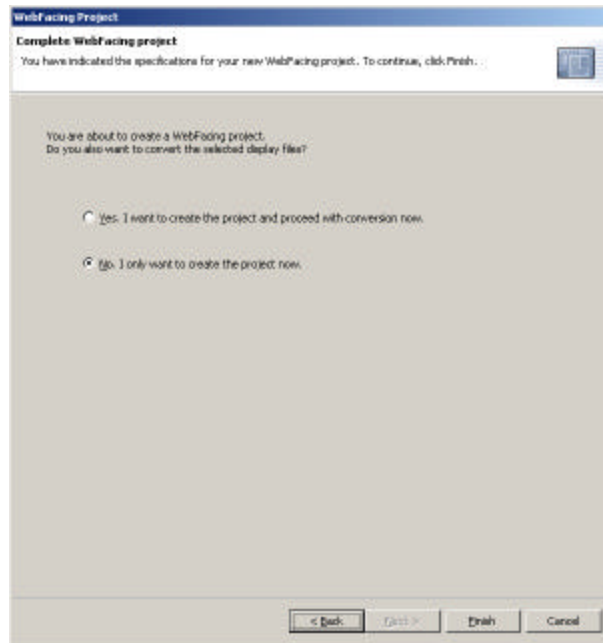 WebFacing Project
Complete WebFacing project
You have indicated the specifications for your new WebFacing project. To continue, click Finish.
You are about to create a WebFacing project.
Do you also want to convert the selected display files?
Yes. I want to create the project and proceed with conversion now.
No. I only want to create the project now.
< Back Next > Finish Cancel